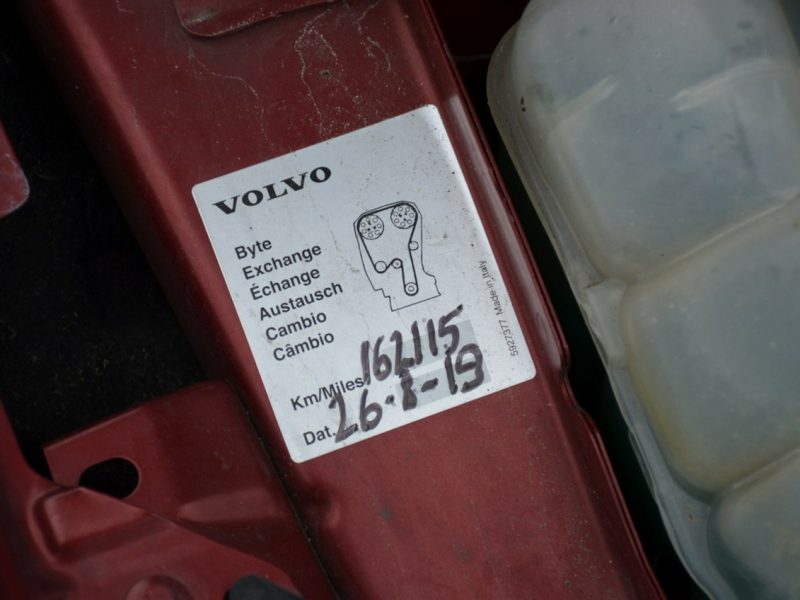 VOLVO
Byte
Exchange
Échange
Austausch
Cambio
Câmbio
Km/Miles 162115
Dat. 26-8-19
5927377 Made in Italy